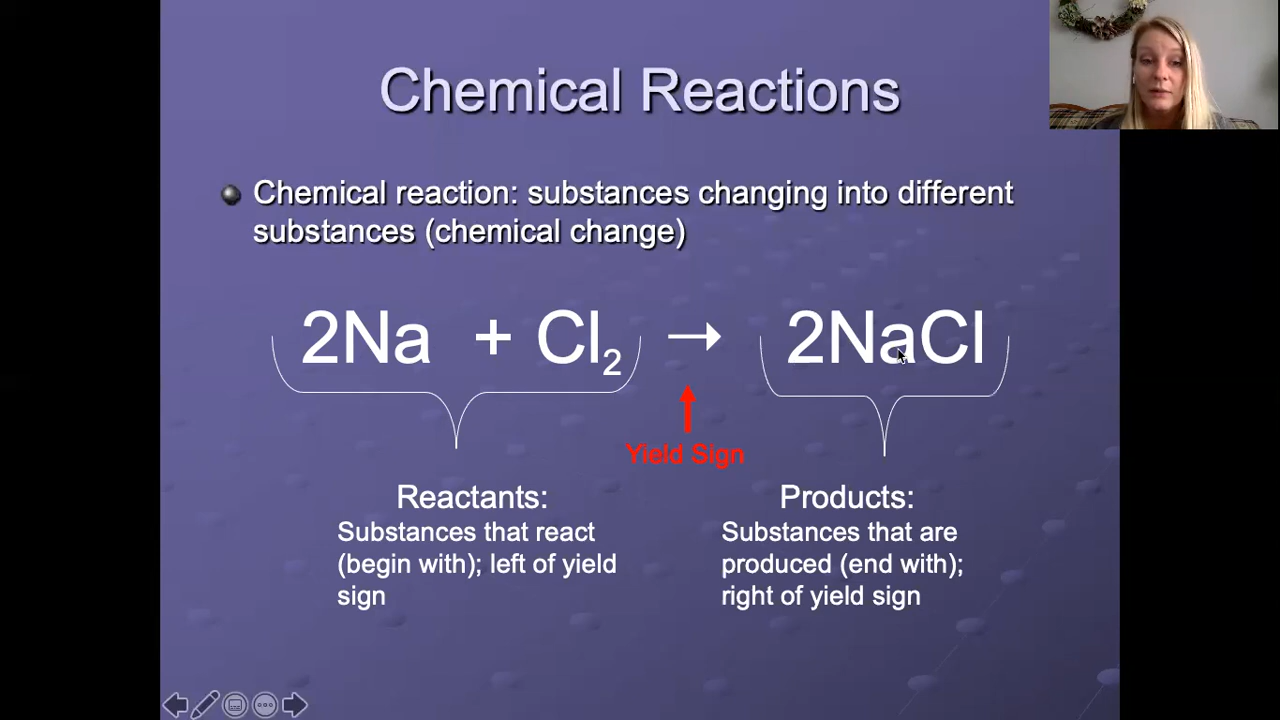 Chemical Reactions
Chemical reaction: substances changing into different
substances (chemical change)
2Na + Cl₂ → 2NaCl
Yield Sign
Reactants:
Substances that react
(begin with); left of yield
sign
Products:
Substances that are
produced (end with);
right of yield sign